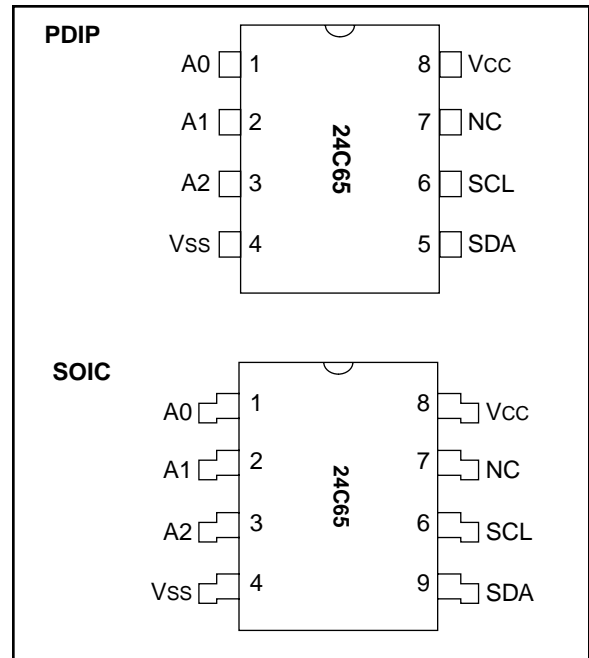 PDIP
A0 1 8 VCC
A1 2 7 NC
24C65
A2 3 6 SCL
VSS 4 5 SDA
SOIC
A0 1 8 VCC
A1 2 7 NC
24C65
A2 3 6 SCL
VSS 4 9 SDA